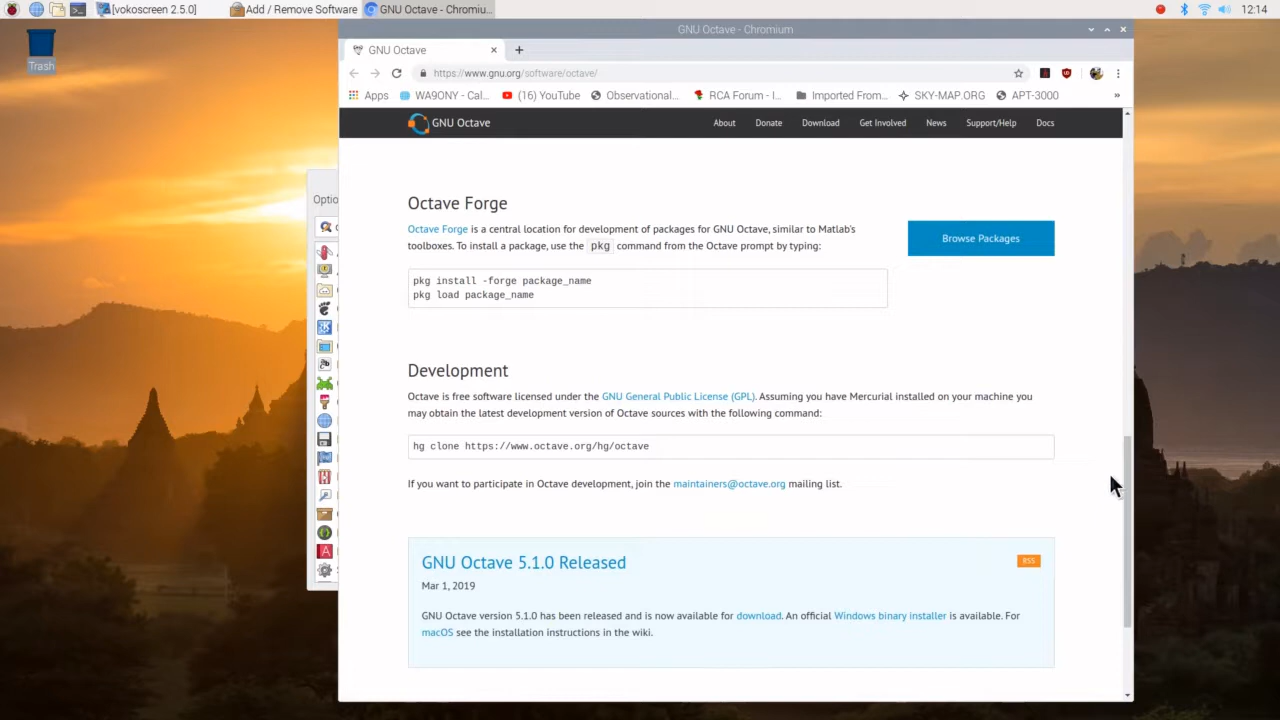 [vokoscreen 2.5.0]
Add / Remove Software
GNU Octave - Chromiu...
12:14
Trash
GNU Octave - Chromium
GNU Octave
https://www.gnu.org/software/octave/
Apps
WA9ONY - Cal...
(16) YouTube
Observational...
RCA Forum - I...
Imported From...
SKY-MAP.ORG
APT-3000
»
GNU Octave
About
Donate
Download
Get Involved
News
Support/Help
Docs
Optio
Octave Forge
Octave Forge is a central location for development of packages for GNU Octave, similar to Matlab's
toolboxes. To install a package, use the pkg command from the Octave prompt by typing:
Browse Packages
pkg install -forge package_name
pkg load package_name
Development
Octave is free software licensed under the GNU General Public License (GPL). Assuming you have Mercurial installed on your machine you
may obtain the latest development version of Octave sources with the following command:
hg clone https://www.octave.org/hg/octave
If you want to participate in Octave development, join the maintainers@octave.org mailing list.
GNU Octave 5.1.0 Released
RSS
Mar 1, 2019
GNU Octave version 5.1.0 has been released and is now available for download. An official Windows binary installer is available. For
macOS see the installation instructions in the wiki.